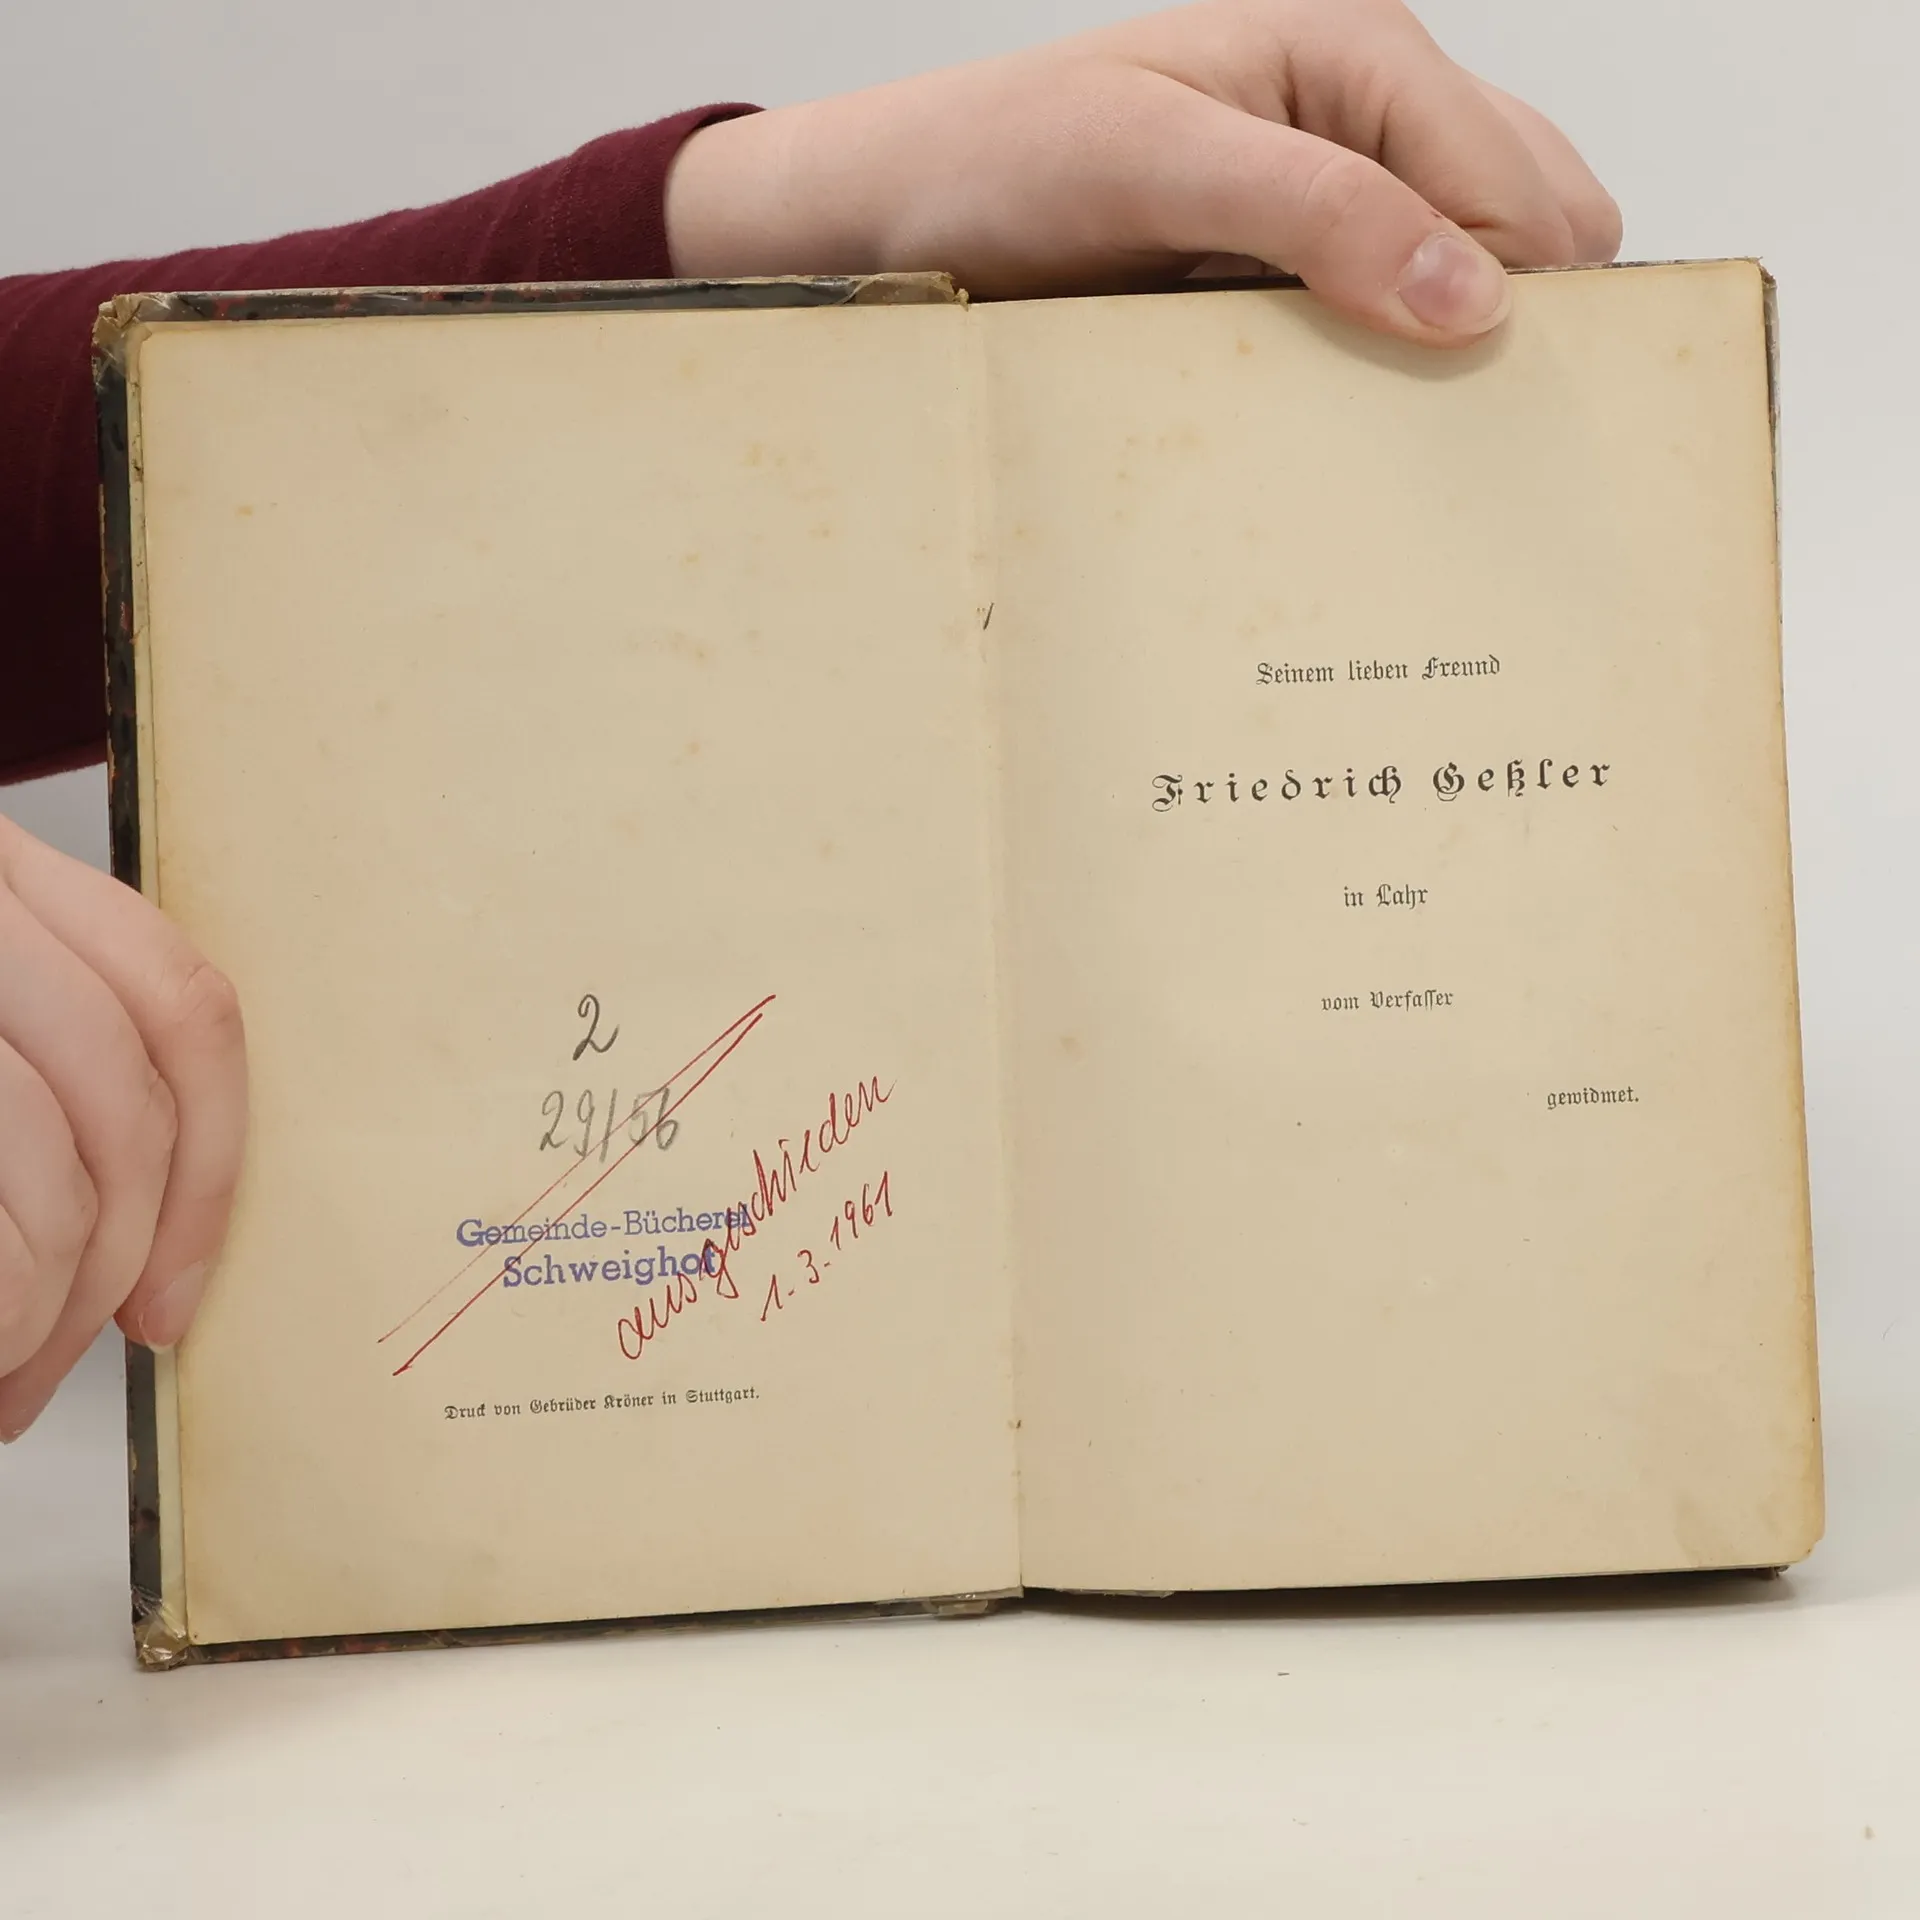 2
29/56
Gemeinde-Bücherei
Schweighof
ausgeschieden
1.3.1961
Druck von Gebrüder Kröner in Stuttgart.
Seinem lieben Freund
Friedrich Geßler
in Lahr
vom Verfasser
gewidmet.